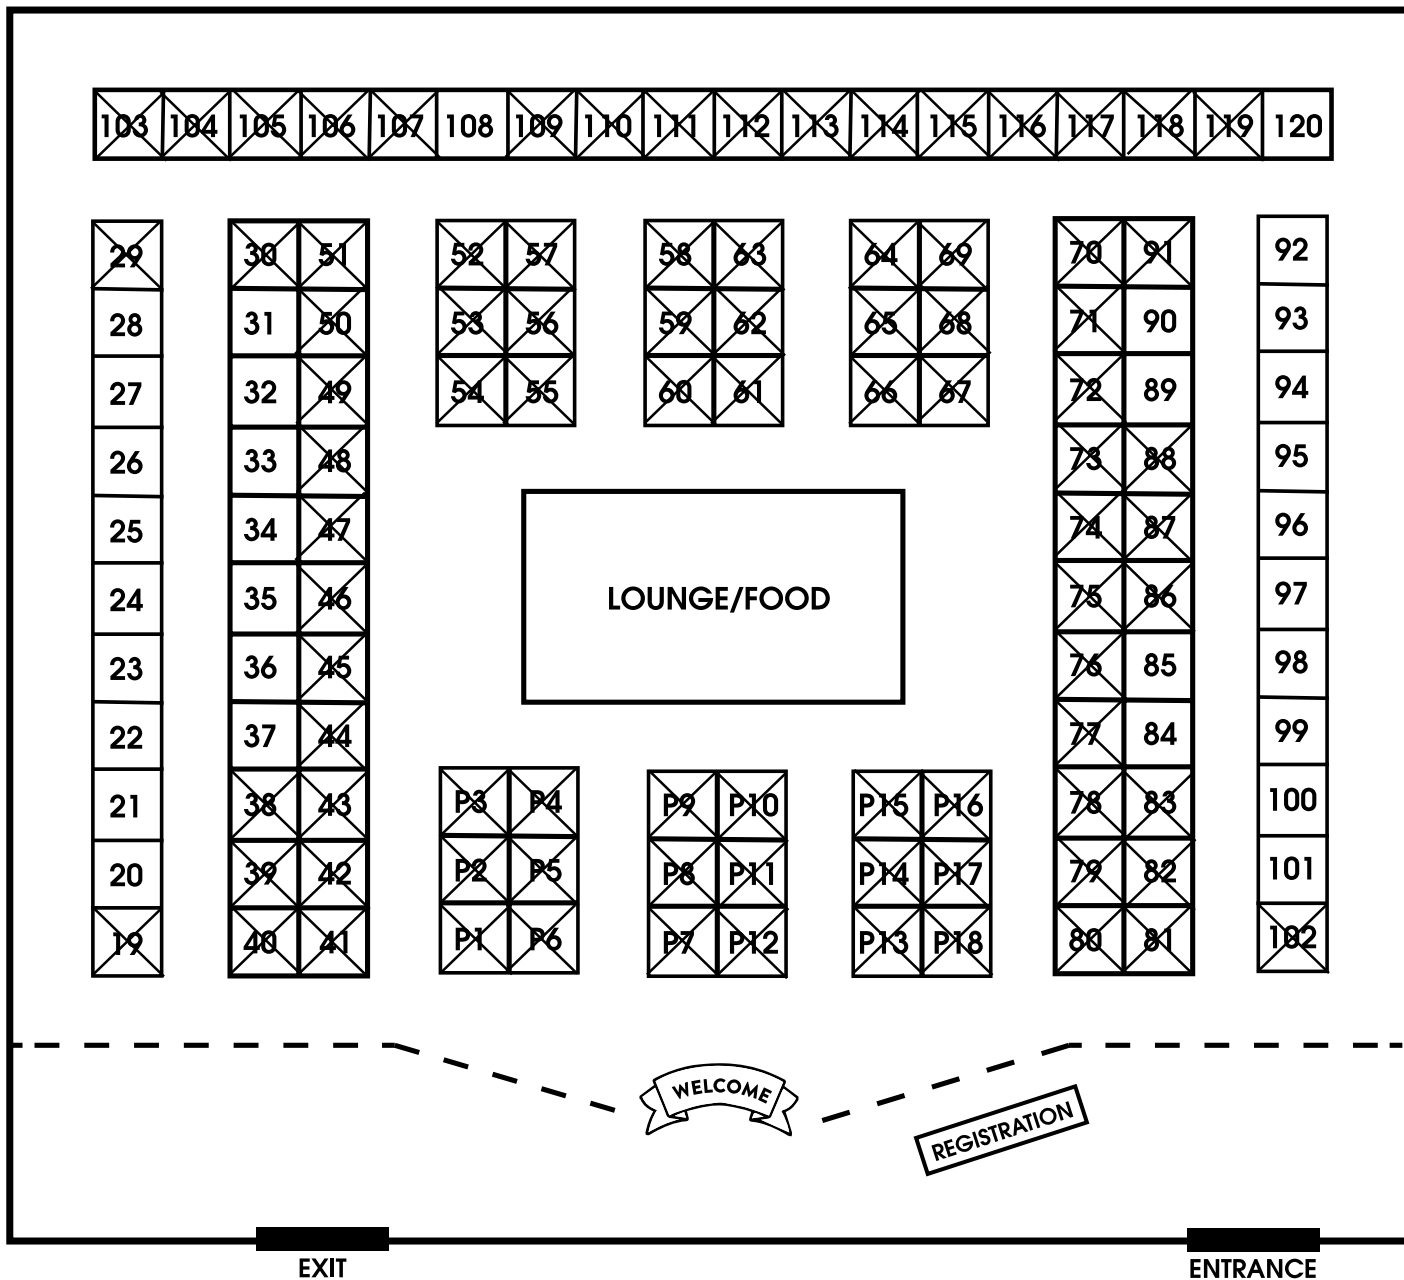 103 104 105 106 107 108 109 110 111 112 113 114 115 116 117 118 119 120
29 30 51 52 57 58 63 64 69 70 91 92
28 31 50 53 56 59 62 65 68 71 90 93
27 32 49 54 55 60 61 66 67 72 89 94
26 33 48 73 88 95
25 34 47 74 87 96
24 35 46 LOUNGE/FOOD 75 86 97
23 36 45 76 85 98
22 37 44 77 84 99
21 38 43 P3 P4 P9 P10 P15 P16 78 83 100
20 39 42 P2 P5 P8 P11 P14 P17 79 82 101
19 40 41 P1 P6 P7 P12 P13 P18 80 81 102
WELCOME
REGISTRATION
EXIT ENTRANCE